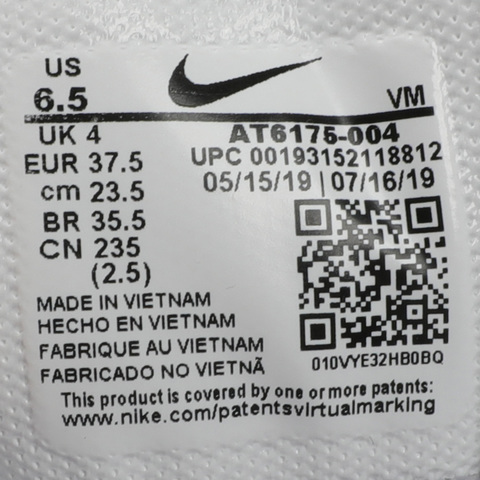 US
6.5
VM
UK 4
EUR 37.5
cm 23.5
BR 35.5
CN 235
(2.5)
AT6175-004
UPC 00193152118812
05/15/19 | 07/16/19
MADE IN VIETNAM
HECHO EN VIETNAM
FABRIQUE AU VIETNAM
FABRICADO NO VIETNÃ
010VYE32HB0BQ
This product is covered by one or more patents:
www.nike.com/patentsvirtualmarking